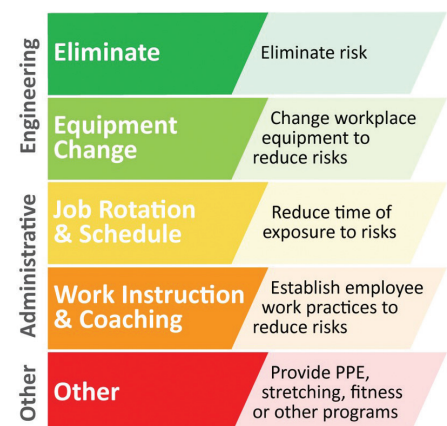 Engineering
Eliminate
Eliminate risk
Equipment
Change
Change workplace
equipment to
reduce risks
Administrative
Job Rotation
& Schedule
Reduce time of
exposure to risks
Work Instruction
& Coaching
Establish employee
work practices to
reduce risks
Other
Other
Provide PPE,
stretching, fitness
or other programs